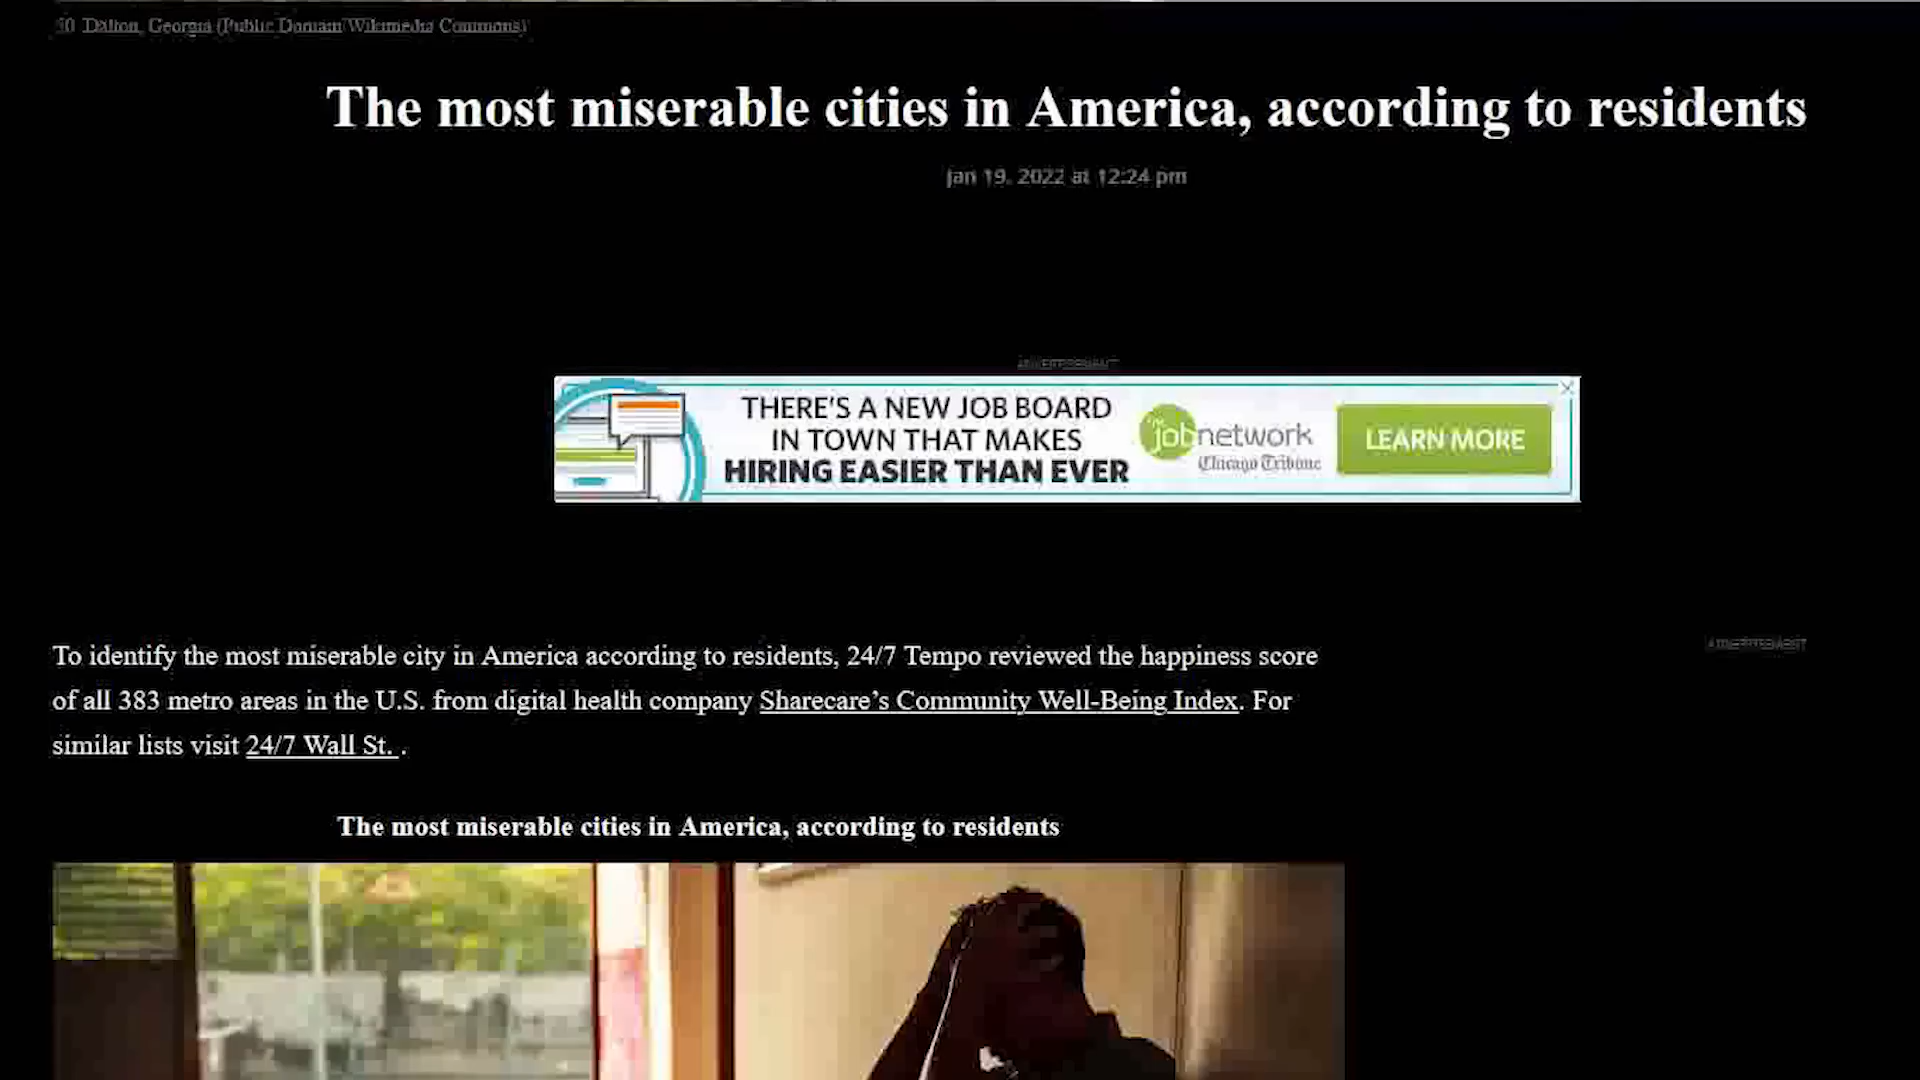 50 Dalton, Georgia (Public Domain/Wikimedia Commons)
The most miserable cities in America, according to residents
Jan 19, 2022 at 12:24 pm
ADVERTISEMENT
THERE'S A NEW JOB BOARD
IN TOWN THAT MAKES
HIRING EASIER THAN EVER
the jobnetwork
Chicago Tribune
LEARN MORE
To identify the most miserable city in America according to residents, 24/7 Tempo reviewed the happiness score
ADVERTISEMENT
of all 383 metro areas in the U.S. from digital health company Sharecare’s Community Well-Being Index. For
similar lists visit 24/7 Wall St. .
The most miserable cities in America, according to residents